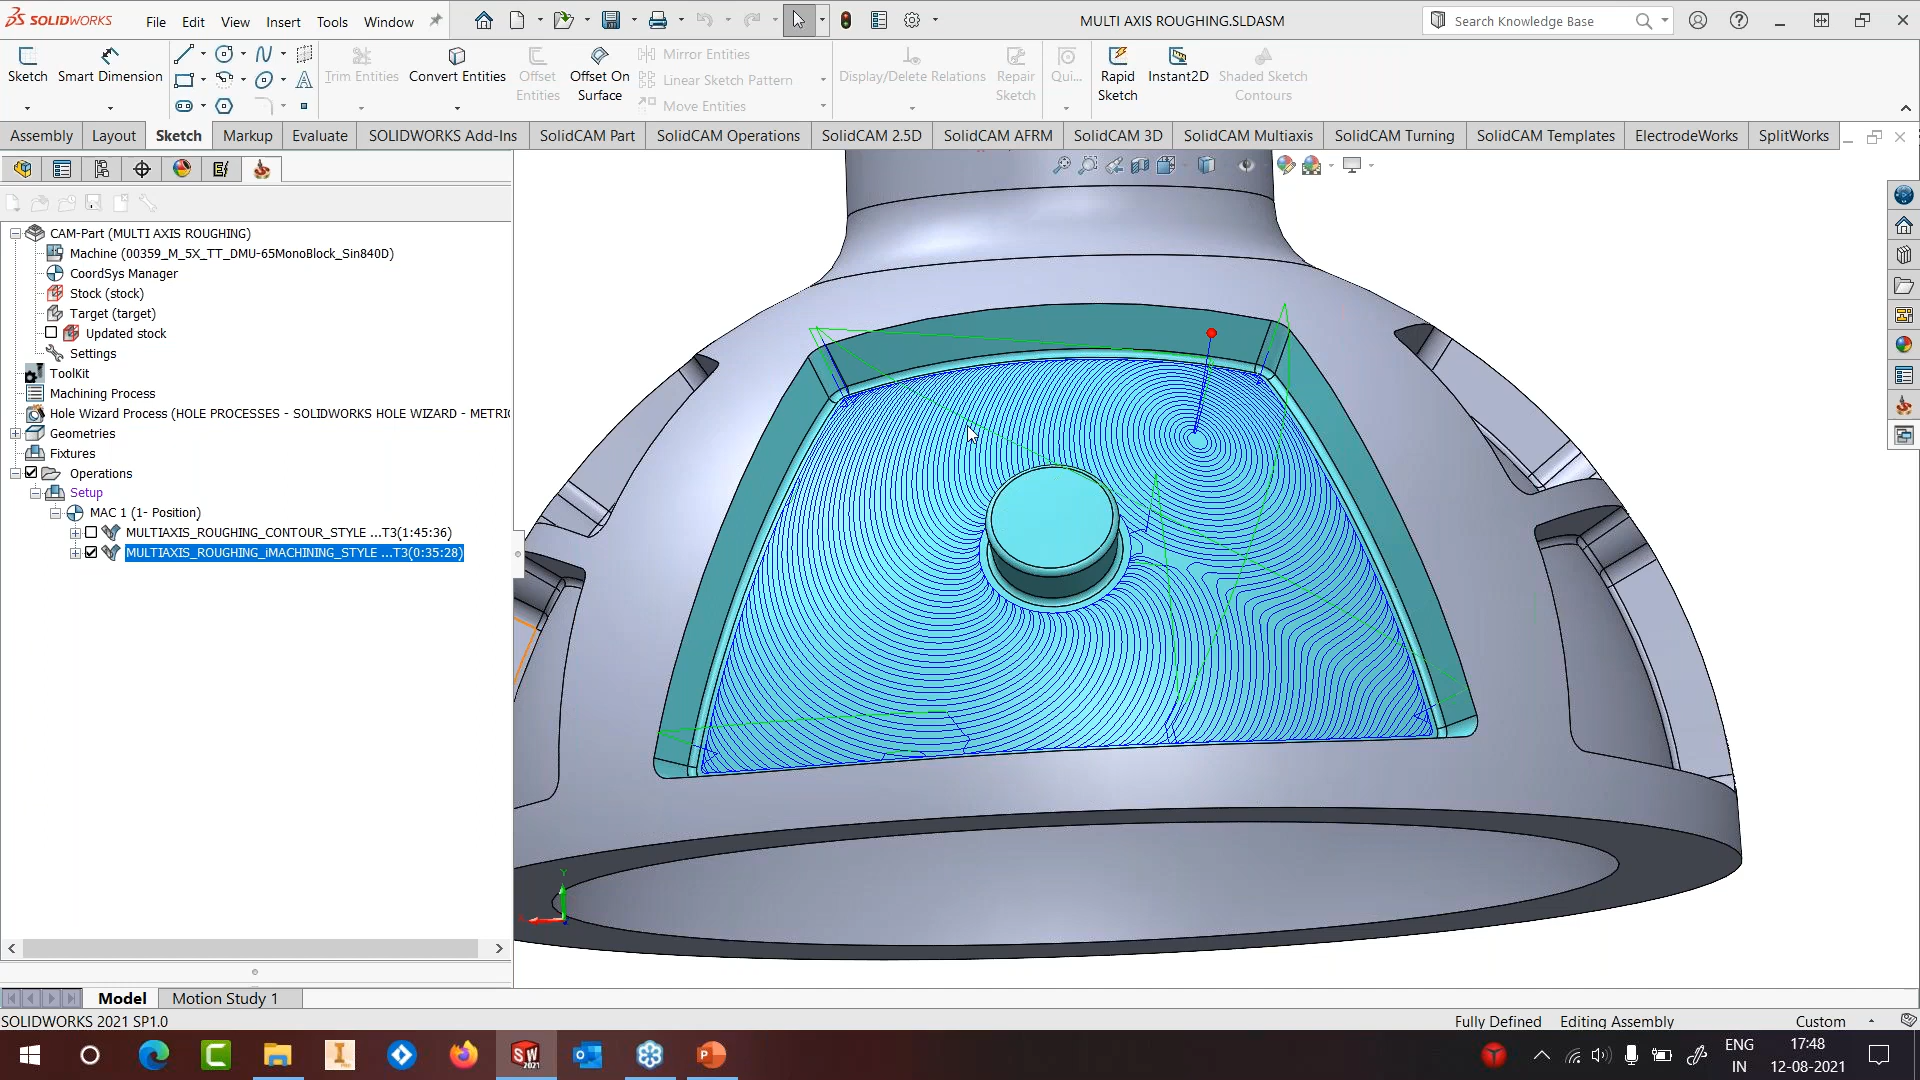 SOLIDWORKS
File
Edit
View
Insert
Tools
Window
MULTI AXIS ROUGHING.SLDASM
Search Knowledge Base
Sketch
Smart Dimension
Trim Entities
Convert Entities
Offset
Entities
Offset On
Surface
Mirror Entities
Linear Sketch Pattern
Move Entities
Display/Delete Relations
Repair
Sketch
Qui...
Rapid
Sketch
Instant2D
Shaded Sketch
Contours
Assembly
Layout
Sketch
Markup
Evaluate
SOLIDWORKS Add-Ins
SolidCAM Part
SolidCAM Operations
SolidCAM 2.5D
SolidCAM AFRM
SolidCAM 3D
SolidCAM Multiaxis
SolidCAM Turning
SolidCAM Templates
ElectrodeWorks
SplitWorks
CAM-Part (MULTI AXIS ROUGHING)
Machine (00359_M_5X_TT_DMU-65MonoBlock_Sin840D)
CoordSys Manager
Stock (stock)
Target (target)
Updated stock
Settings
ToolKit
Machining Process
Hole Wizard Process (HOLE PROCESSES - SOLIDWORKS HOLE WIZARD - METRI
Geometries
Fixtures
Operations
Setup
MAC 1 (1- Position)
MULTIAXIS_ROUGHING_CONTOUR_STYLE ...T3(1:45:36)
MULTIAXIS_ROUGHING_iMACHINING_STYLE ...T3(0:35:28)
Y
Model
Motion Study 1
SOLIDWORKS 2021 SP1.0
Fully Defined
Editing Assembly
Custom
SW
2021
ENG
IN
17:48
12-08-2021